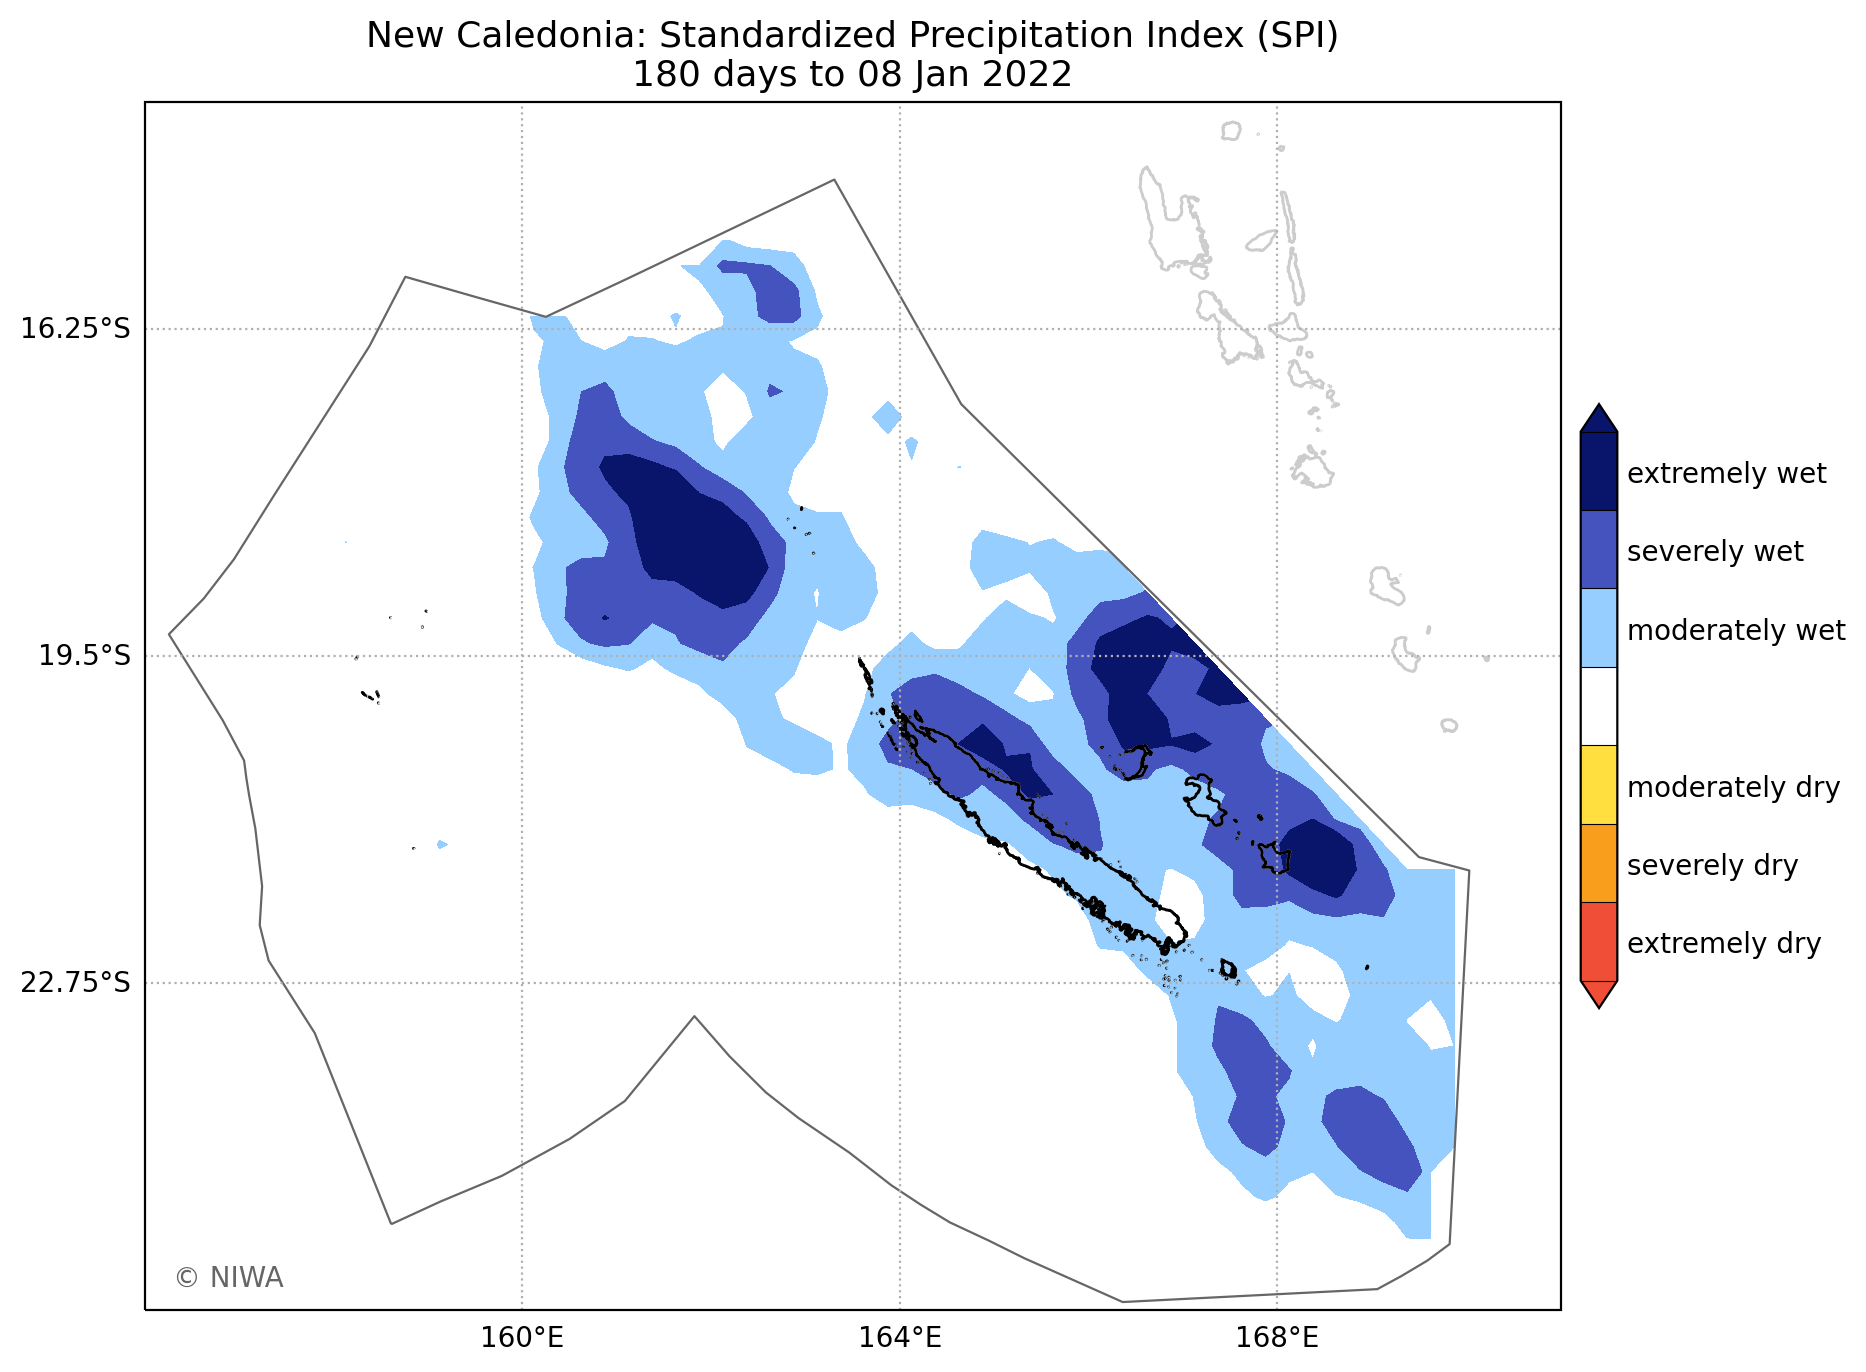 New Caledonia: Standardized Precipitation Index (SPI)
180 days to 08 Jan 2022
16.25°S
19.5°S
22.75°S
160°E
164°E
168°E
extremely wet
severely wet
moderately wet
moderately dry
severely dry
extremely dry
© NIWA